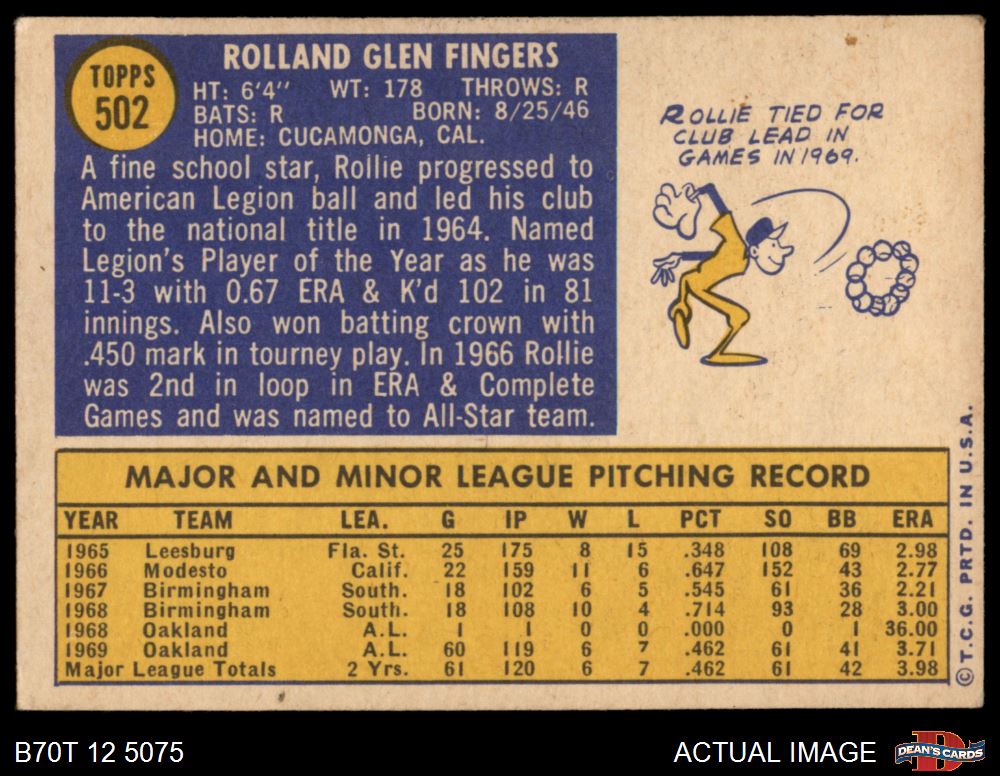 TOPPS
502
ROLLAND GLEN FINGERS
HT: 6'4" WT: 178 THROWS: R
BATS: R BORN: 8/25/46
HOME: CUCAMONGA, CAL.
A fine school star, Rollie progressed to
American Legion ball and led his club
to the national title in 1964. Named
Legion's Player of the Year as he was
11-3 with 0.67 ERA & K'd 102 in 81
innings. Also won batting crown with
.450 mark in tourney play. In 1966 Rollie
was 2nd in loop in ERA & Complete
Games and was named to All-Star team.
ROLLIE TIED FOR
CLUB LEAD IN
GAMES IN 1969.
MAJOR AND MINOR LEAGUE PITCHING RECORD
YEAR TEAM LEA. G IP W L PCT SO BB ERA
1965 Leesburg Fla. St. 25 175 8 15 .348 108 69 2.98
1966 Modesto Calif. 22 159 11 6 .647 152 43 2.77
1967 Birmingham South. 18 102 6 5 .545 61 36 2.21
1968 Birmingham South. 18 108 10 4 .714 93 28 3.00
1968 Oakland A.L. 1 1 0 0 .000 0 1 36.00
1969 Oakland A.L. 60 119 6 7 .462 61 41 3.71
Major League Totals 2 Yrs. 61 120 6 7 .462 61 42 3.98
© T.C.G. PRTD. IN U.S.A.
B70T 12 5075
ACTUAL IMAGE
D
DEAN'S CARDS